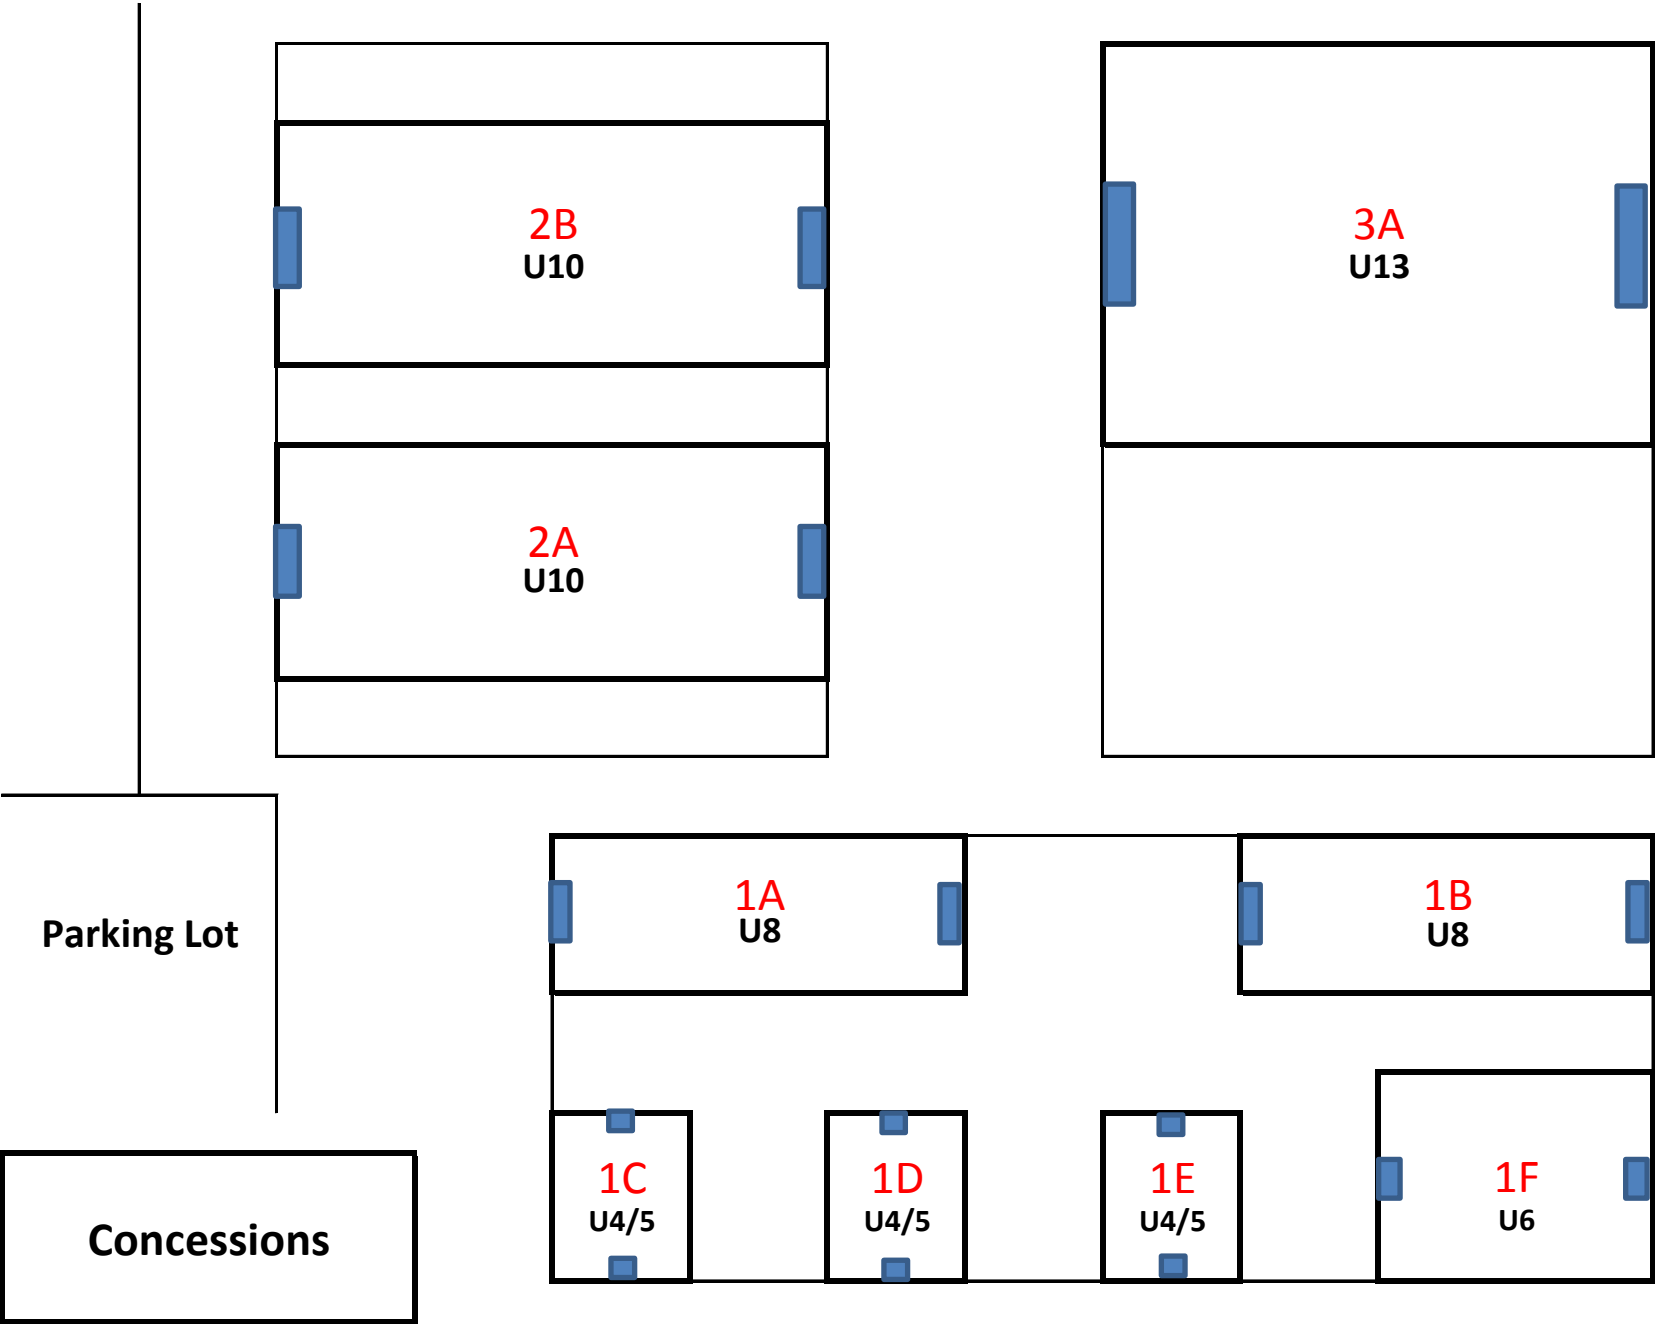 2B
U10
3A
U13
2A
U10
1A
U8
1B
U8
Parking Lot
1C
U4/5
1D
U4/5
1E
U4/5
1F
U6
Concessions